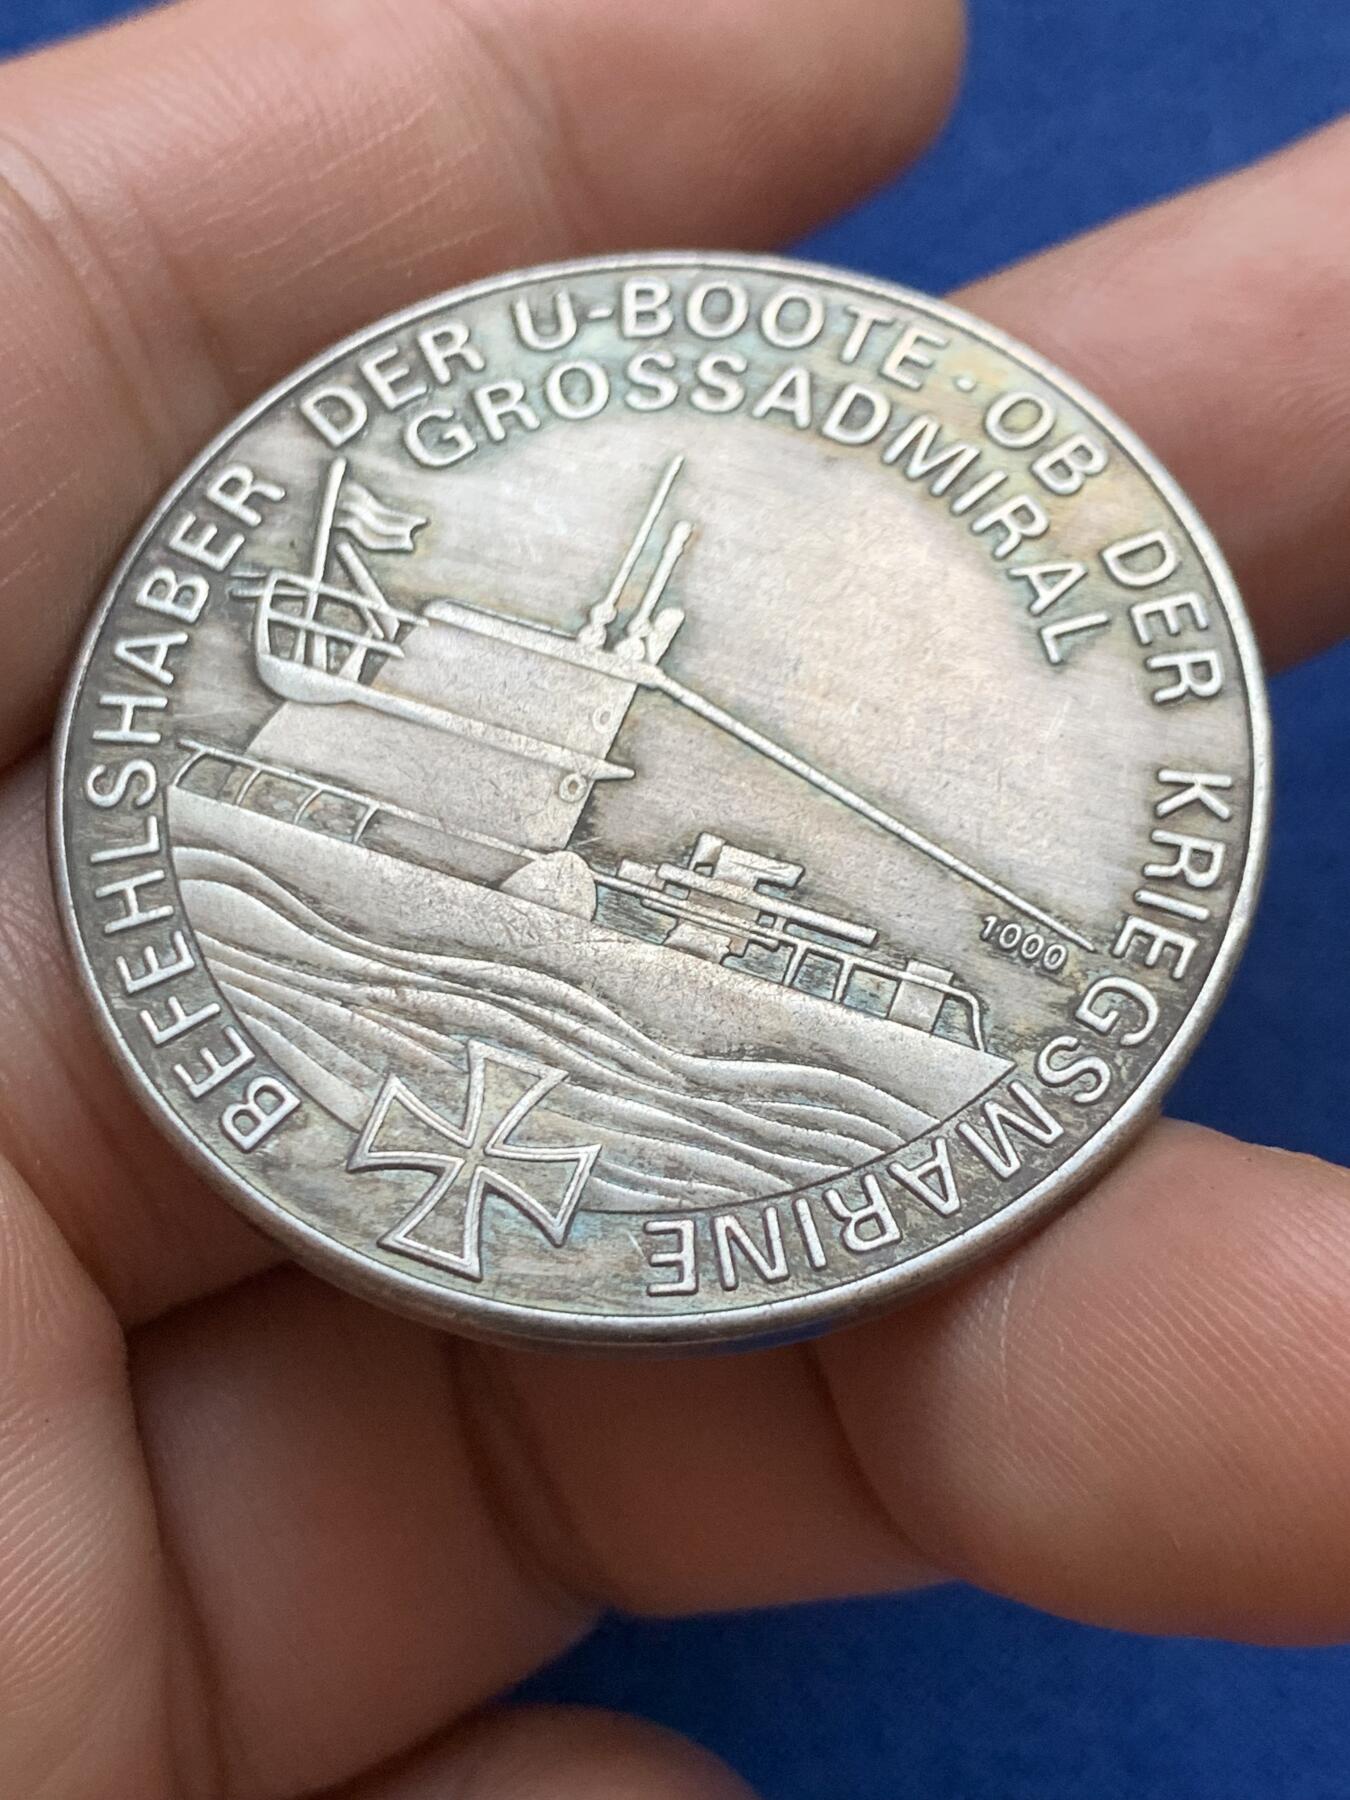 BEFEHLSHABER DER U-BOOTE · OB DER KRIEGSMARINE
GROSSADMIRAL
1000